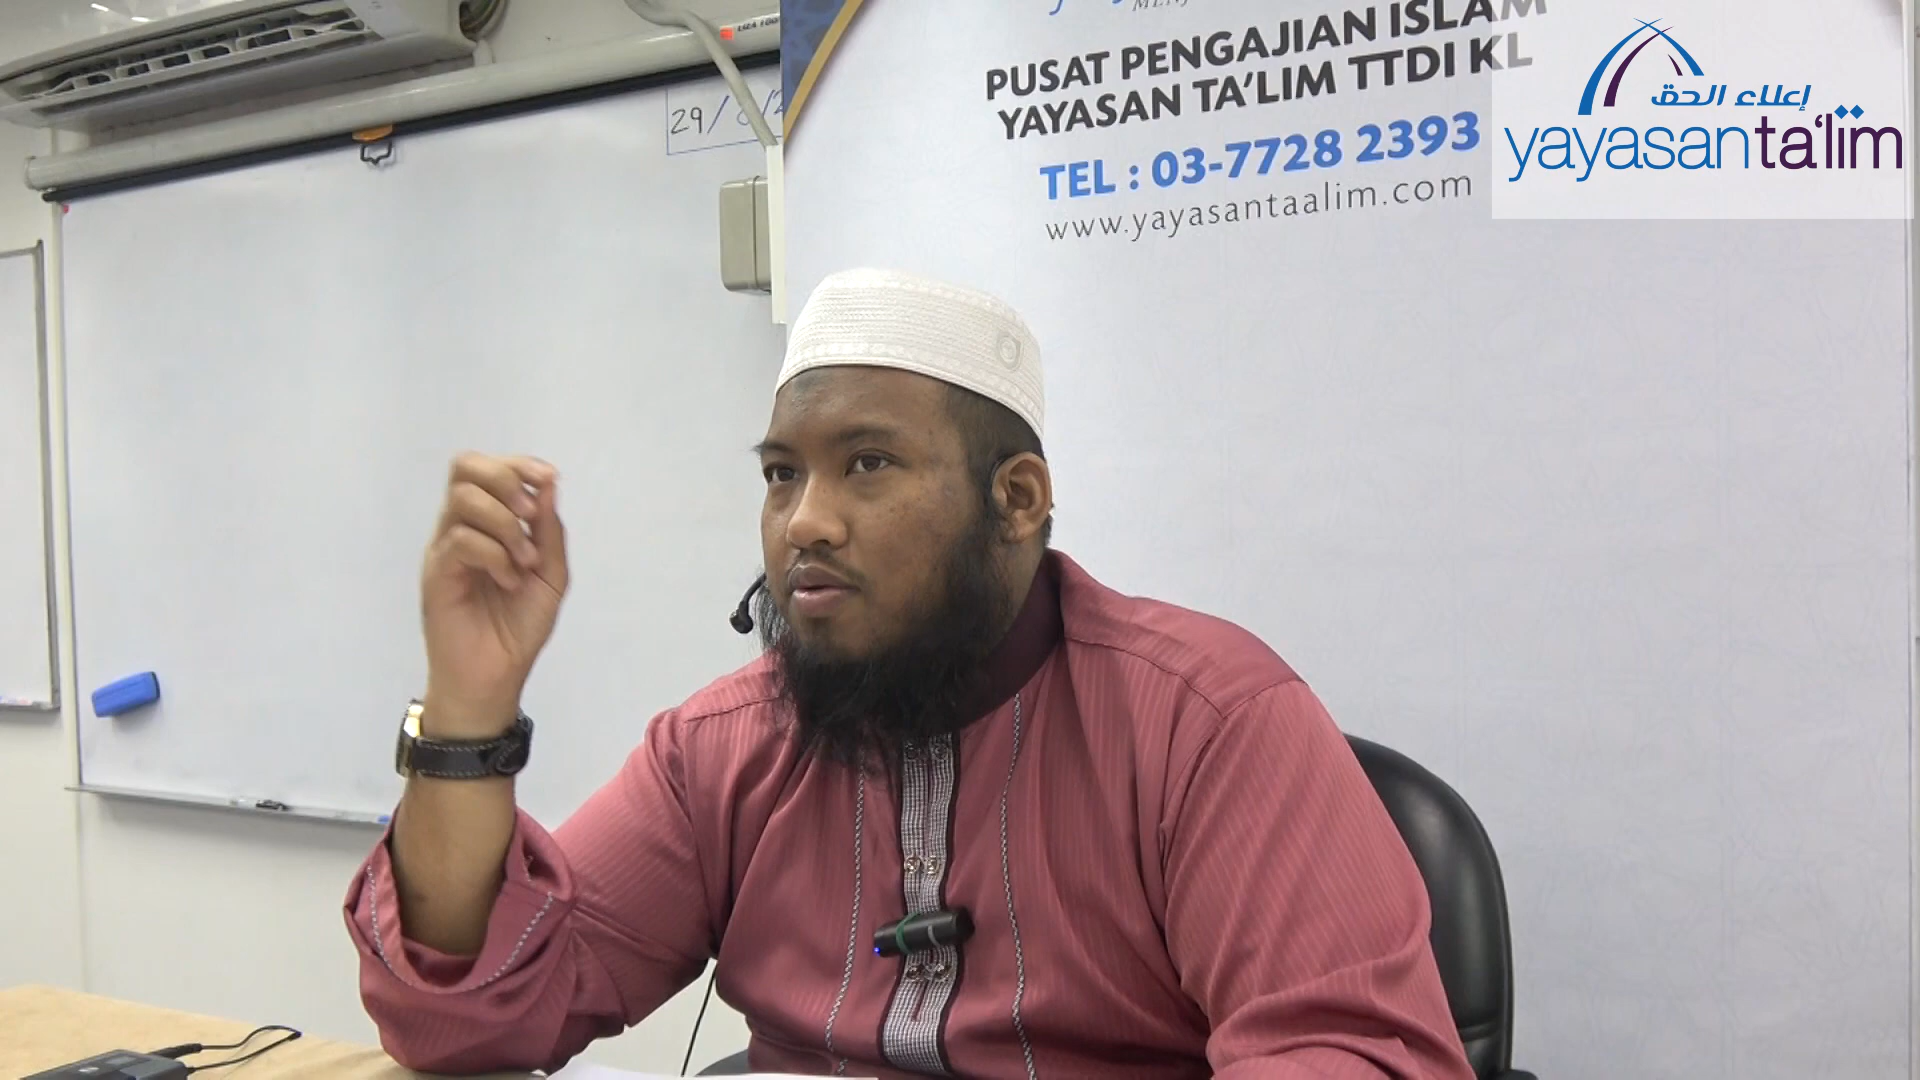 PUSAT PENGAJIAN ISLAM
YAYASAN TA'LIM TTDI KL
TEL : 03-7728 2393
www.yayasantaalim.com
إعلاء الحق
yayasanta'lim
29/